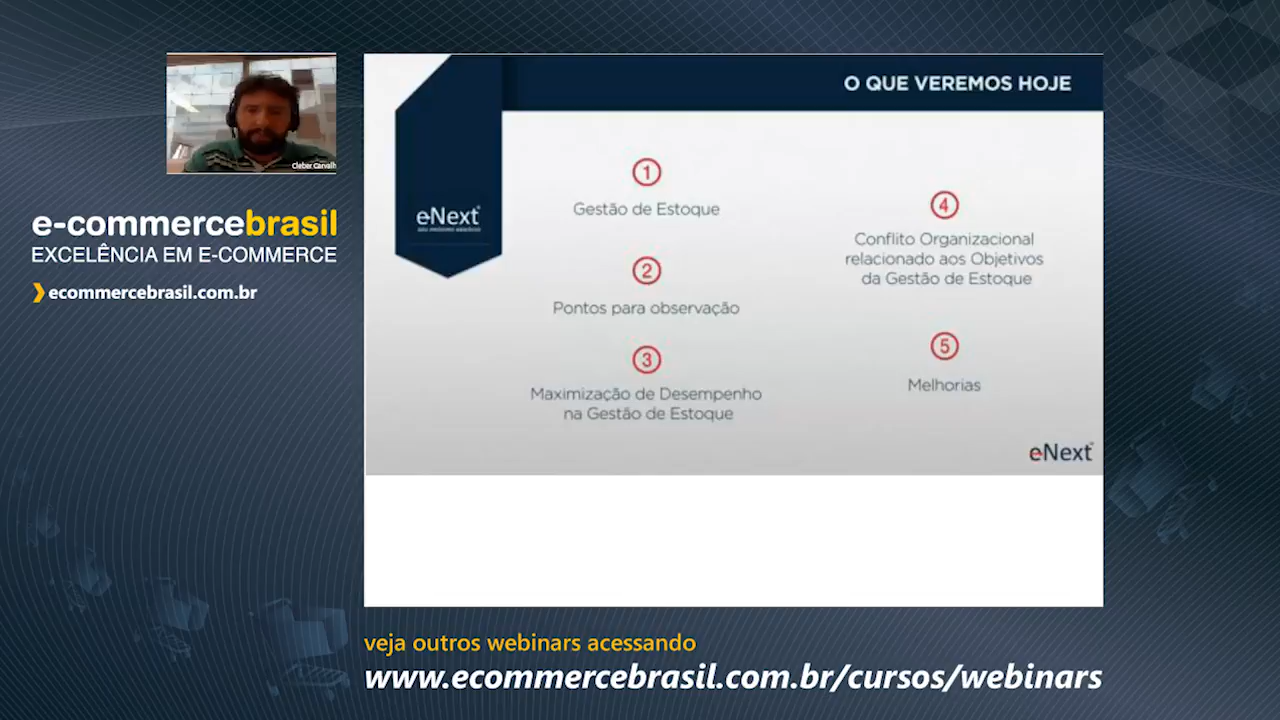 Cleber Carvalh
e-commercebrasil
EXCELÊNCIA EM E-COMMERCE
ecommercebrasil.com.br
O QUE VEREMOS HOJE
eNext
1
Gestão de Estoque
2
Pontos para observação
3
Maximização de Desempenho
na Gestão de Estoque
4
Conflito Organizacional
relacionado aos Objetivos
da Gestão de Estoque
5
Melhorias
eNext
veja outros webinars acessando
www.ecommercebrasil.com.br/cursos/webinars